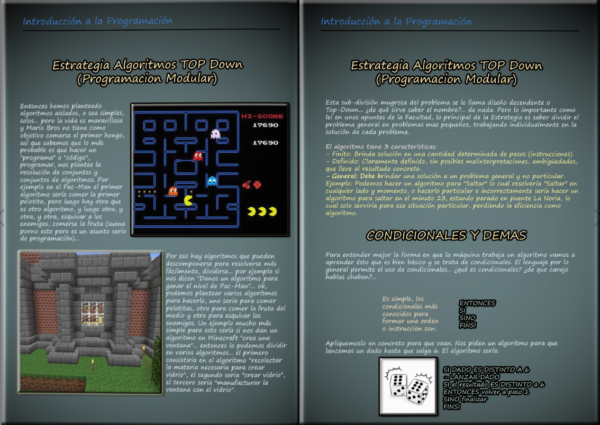 Introducción a la Programación
Estrategia Algoritmos TOP Down
(Programacion Modular)
Entonces hemos planteado
algoritmos aislados, o sea simples,
solos... pero la vida es maravillosa
y Mario Bros no tiene como
objetivo comerse el primer hongo,
así que sabemos que lo más
probable es que hacer un
"programa" o "código",
programar, nos plantea la
resolución de conjuntos y
conjuntos de algoritmos. Por
ejemplo en el Pac-Man el primer
algoritmo sería comer la primer
pelotita, pero luego hay otro que
es otro algoritmo, y luego otro, y
otra, y otra, esquivar a los
enemigos, comerse la fruta (suena
porno esto pero es un asunto serio
de programación)...
HI-SCORE
17690
17690
Por eso hay algoritmos que pueden
descomponerse para resolverse más
fácilmente, dividirse... por ejemplo si
nos dicen "Danos un algoritmo para
ganar el nivel de Pac-Man"... ok,
podemos plantear varios algoritmos
para hacerlo, uno sería para comer
pelotitas, otro para comer la fruta del
medio y otro para esquivar los
enemigos. Un ejemplo mucho más
simple para esto sería si nos dan un
algoritmo en Minecraft "crea una
ventana"... entonces lo podemos dividir
en varios algoritmos... el primero
consistiría en el algoritmo "recolectar
la materia necesaria para crear
vidrio", el segundo sería "crear vidrio",
el tercero sería "manufacturar la
ventana con el vidrio".
Introducción a la Programación
Estrategia Algoritmos TOP Down
(Programacion Modular)
Esta sub-división mugrosa del problema se le llama diseño decendente o
Top-Down... ¿de qué sirve saber el nombre?... de nada. Pero lo importante como
leí en unos apuntes de la Facultad, lo principal de la Estrategia es saber dividir el
problema general en problemas mas pequeños, trabajando individualmente en la
solución de cada problema.
El algoritmo tiene 3 características:
- Finito: Brinda solución en una cantidad determinada de pasos (instrucciones).
- Definido: Claramente definido, sin posibles malinterpretaciones, ambiguedades,
que lleve al resultado concreto.
- General: Debe brindar una solución a un problema general y no particular.
Ejemplo: Podemos hacer un algoritmo para "Saltar" lo cual resolvería "Saltar" en
cualquier lado y momento, o hacerlo particular e incorrectamente sería hacer un
algoritmo para saltar en el minuto 23, estando parado en puente La Noria, lo
cual solo serviría para esa situación particular, perdiendo la eficiencia como
algoritmo.
CONDICIONALES Y DEMAS
Para entender mejor la forma en que la máquina trabaja un algoritmo vamos a
aprender ésto que es bien básico y se trata de condicionales. El lenguaje por lo
general permite el uso de condicionales... ¿qué es condicionales? ¿de que carajo
hablas chabon?...
Es simple, los
condicionales más
conocidos para
formar una orden
o instruccion son:
ENTONCES
SI
SINO
FINSI
Apliquemoslo en concreto para que vean. Nos piden un algoritmo para que
lancemos un dado hasta que salga 6. El algoritmo sería:
SI DADO ES DISTINTO A 6
- LANZAR DADO
SI el resultado ES DISTINTO a 6
ENTONCES volver a paso 1
SINO finalizar
FINSI